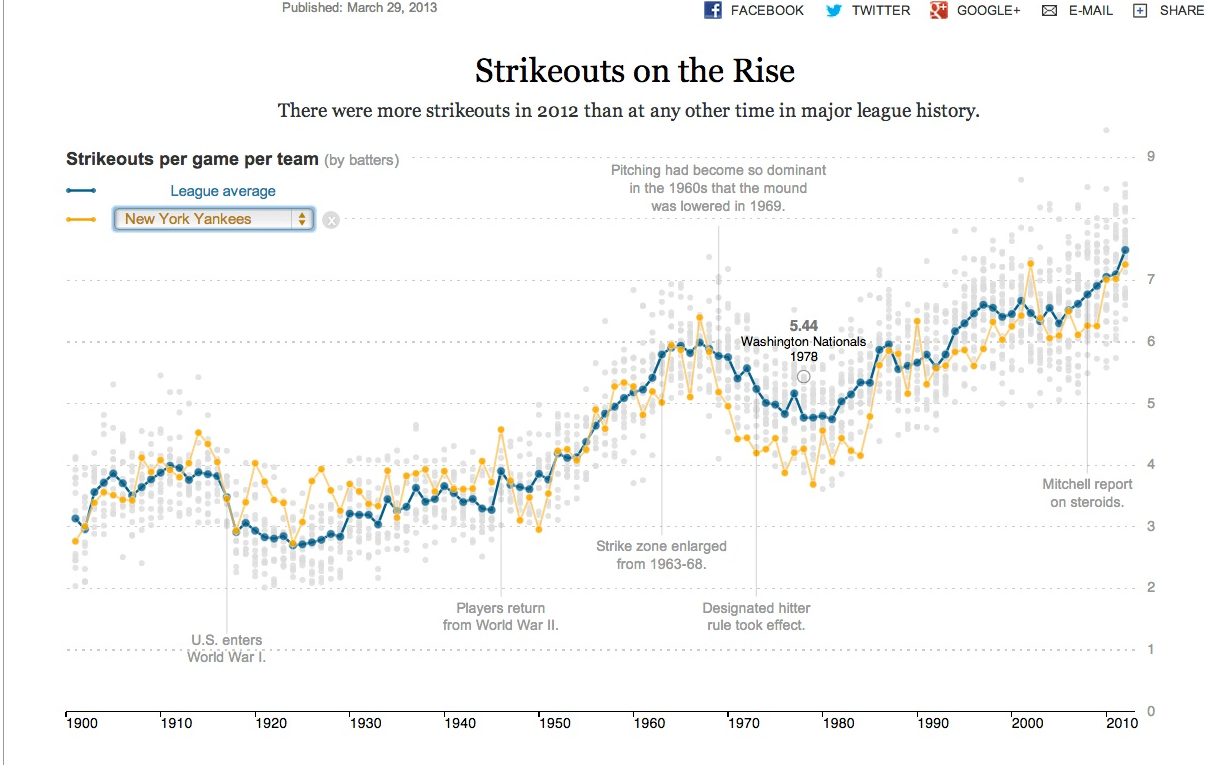 Published: March 29, 2013
FACEBOOK TWITTER GOOGLE+ E-MAIL SHARE
Strikeouts on the Rise
There were more strikeouts in 2012 than at any other time in major league history.
Strikeouts per game per team (by batters)
League average
New York Yankees x
Pitching had become so dominant
in the 1960s that the mound
was lowered in 1969.
5.44
Washington Nationals
1978
Mitchell report
on steroids.
Strike zone enlarged
from 1963-68.
Players return
from World War II.
Designated hitter
rule took effect.
U.S. enters
World War I.
9
7
6
5
4
3
2
1
0
1900 1910 1920 1930 1940 1950 1960 1970 1980 1990 2000 2010